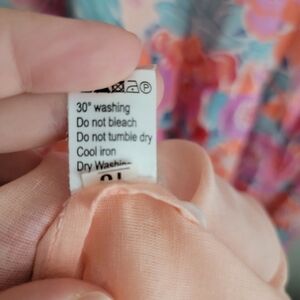 30° washing
Do not bleach
Do not tumble dry
Cool iron
Dry Washing